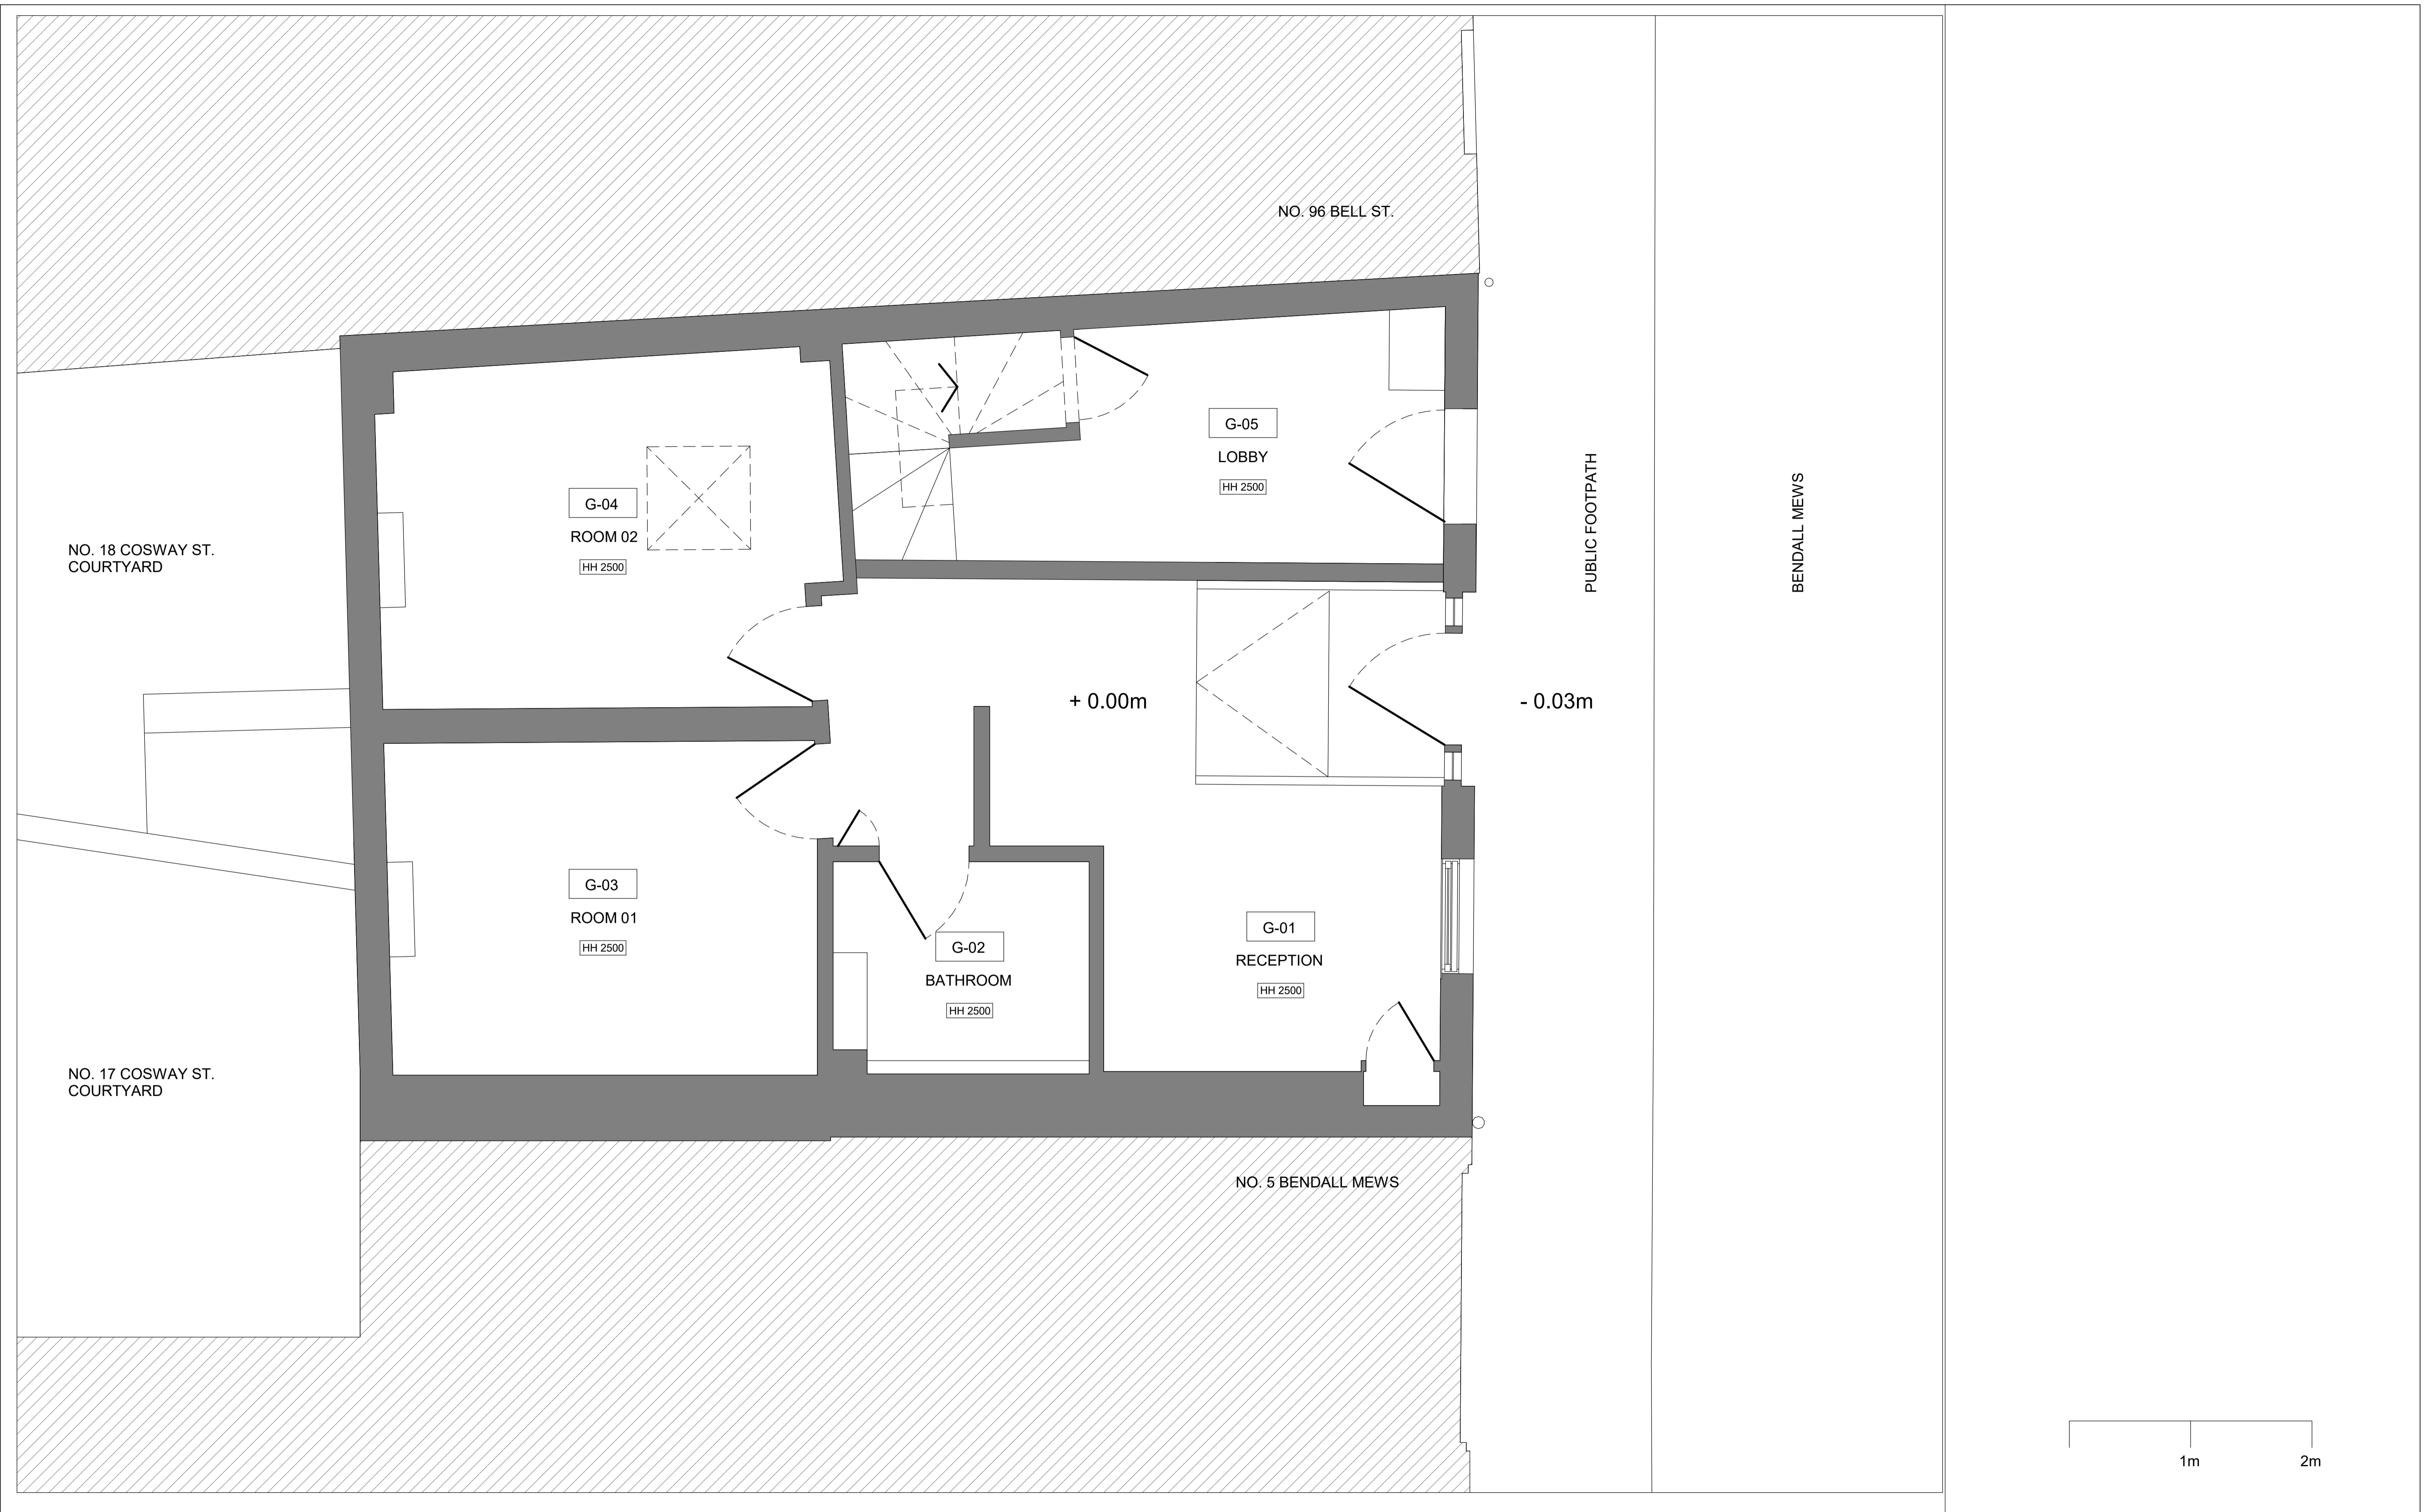 NO. 96 BELL ST.
G-05
LOBBY
HH 2500
G-04
ROOM 02
HH 2500
NO. 18 COSWAY ST.
COURTYARD
PUBLIC FOOTPATH
BENDALL MEWS
+ 0.00m
- 0.03m
G-03
ROOM 01
HH 2500
G-02
BATHROOM
HH 2500
G-01
RECEPTION
HH 2500
NO. 17 COSWAY ST.
COURTYARD
NO. 5 BENDALL MEWS
1m
2m